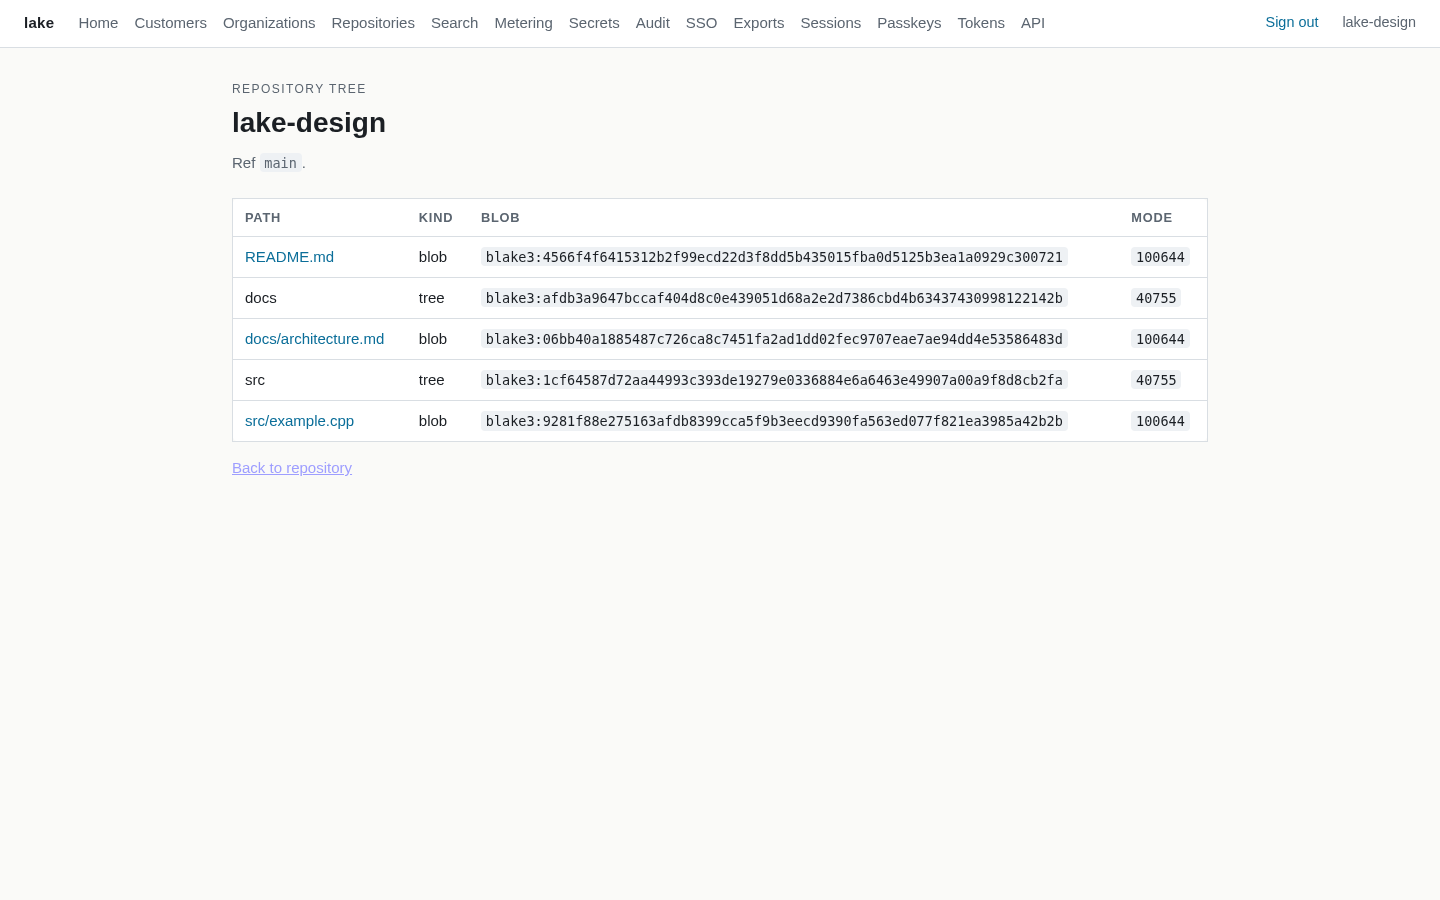 lake Home Customers Organizations Repositories Search Metering Secrets Audit SSO Exports Sessions Passkeys Tokens API Sign out lake-design
REPOSITORY TREE
lake-design
Ref main.
PATH KIND BLOB MODE
README.md blob blake3:4566f4f6415312b2f99ecd22d3f8dd5b435015fba0d5125b3ea1a0929c300721 100644
docs tree blake3:afdb3a9647bccaf404d8c0e439051d68a2e2d7386cbd4b63437430998122142b 40755
docs/architecture.md blob blake3:06bb40a1885487c726ca8c7451fa2ad1dd02fec9707eae7ae94dd4e53586483d 100644
src tree blake3:1cf64587d72aa44993c393de19279e0336884e6a6463e49907a00a9f8d8cb2fa 40755
src/example.cpp blob blake3:9281f88e275163afdb8399cca5f9b3eecd9390fa563ed077f821ea3985a42b2b 100644
Back to repository